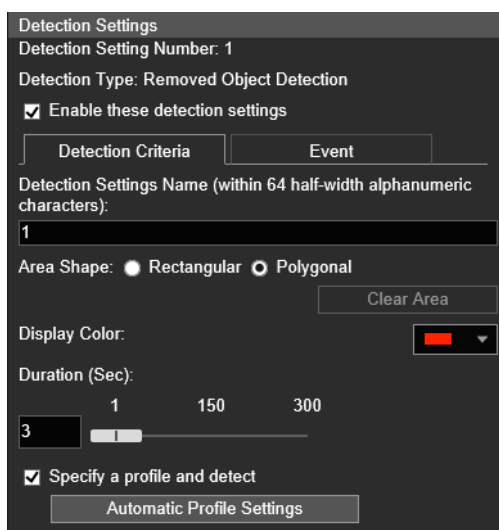 Detection Settings
Detection Setting Number: 1
Detection Type: Removed Object Detection
Enable these detection settings
Detection Criteria Event
Detection Settings Name (within 64 half-width alphanumeric
characters):
1
Area Shape: Rectangular Polygonal
Clear Area
Display Color:
Duration (Sec):
1 150 300
3
Specify a profile and detect
Automatic Profile Settings